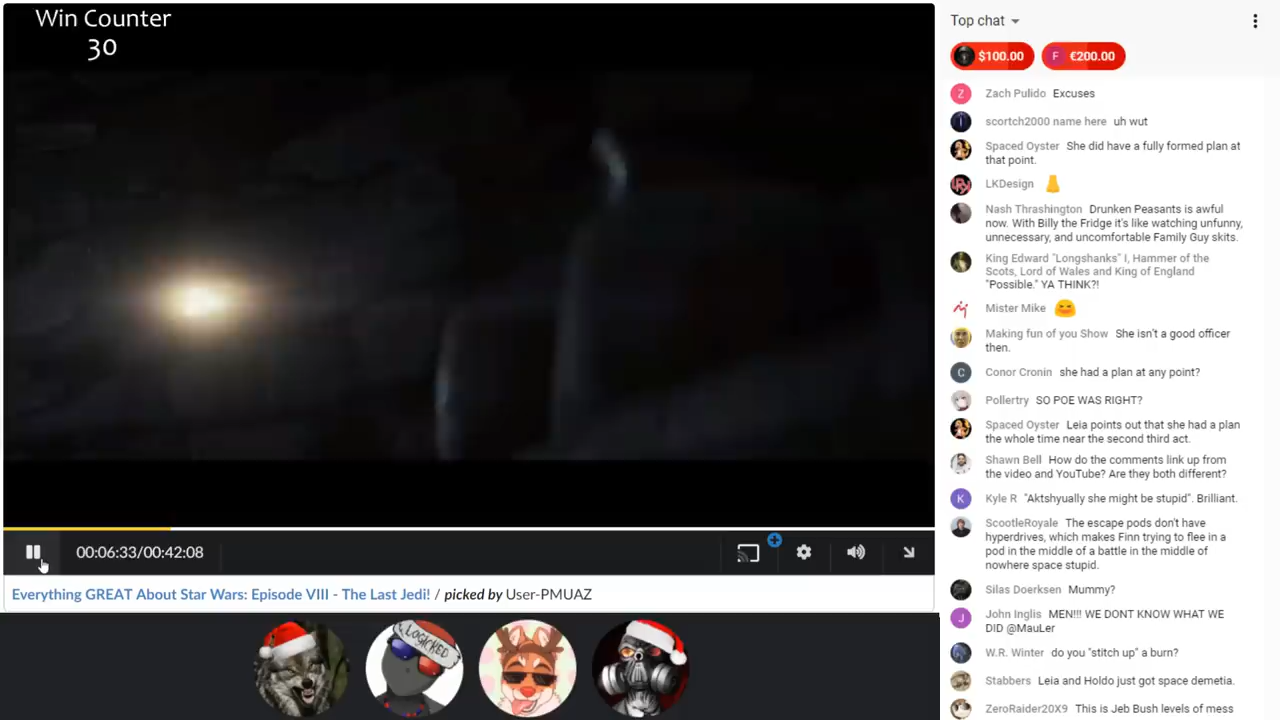 Win Counter
30
00:06:33/00:42:08
Everything GREAT About Star Wars: Episode VIII - The Last Jedi! / picked by User-PMUAZ
LOGICKED
Top chat
$100.00
F €200.00
Z Zach Pulido Excuses
scortch2000 name here uh wut
Spaced Oyster She did have a fully formed plan at
that point.
LKDesign
Nash Thrashington Drunken Peasants is awful
now. With Billy the Fridge it's like watching unfunny,
unnecessary, and uncomfortable Family Guy skits.
King Edward "Longshanks" I, Hammer of the
Scots, Lord of Wales and King of England
"Possible." YA THINK?!
Mister Mike
Making fun of you Show She isn't a good officer
then.
C Conor Cronin she had a plan at any point?
Pollertry SO POE WAS RIGHT?
Spaced Oyster Leia points out that she had a plan
the whole time near the second third act.
Shawn Bell How do the comments link up from
the video and YouTube? Are they both different?
K Kyle R "Aktshyually she might be stupid". Brilliant.
ScootleRoyale The escape pods don't have
hyperdrives, which makes Finn trying to flee in a
pod in the middle of a battle in the middle of
nowhere space stupid.
Silas Doerksen Mummy?
J John Inglis MEN!!! WE DONT KNOW WHAT WE
DID @MauLer
W.R. Winter do you "stitch up" a burn?
Stabbers Leia and Holdo just got space demetia.
ZeroRaider20X9 This is Jeb Bush levels of mess